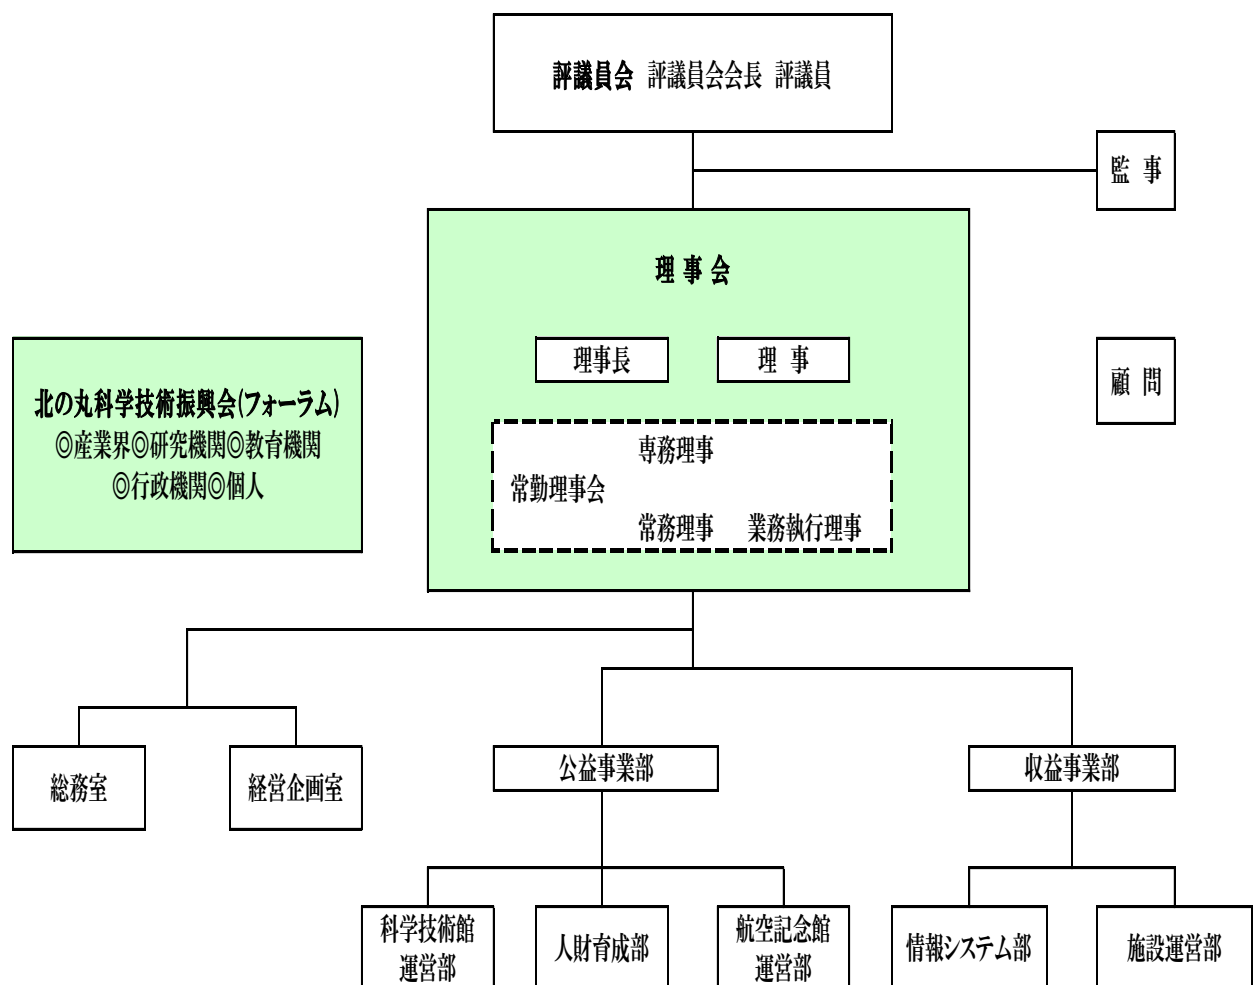 評議員会 評議員会会長 評議員
監 事
理 事 会
理事長
理 事
顧 問
北の丸科学技術振興会(フォーラム)
◎産業界◎研究機関◎教育機関
◎行政機関◎個人
専務理事
常勤理事会
常務理事 業務執行理事
総務室
経営企画室
公益事業部
収益事業部
科学技術館
運営部
人財育成部
航空記念館
運営部
情報システム部
施設運営部